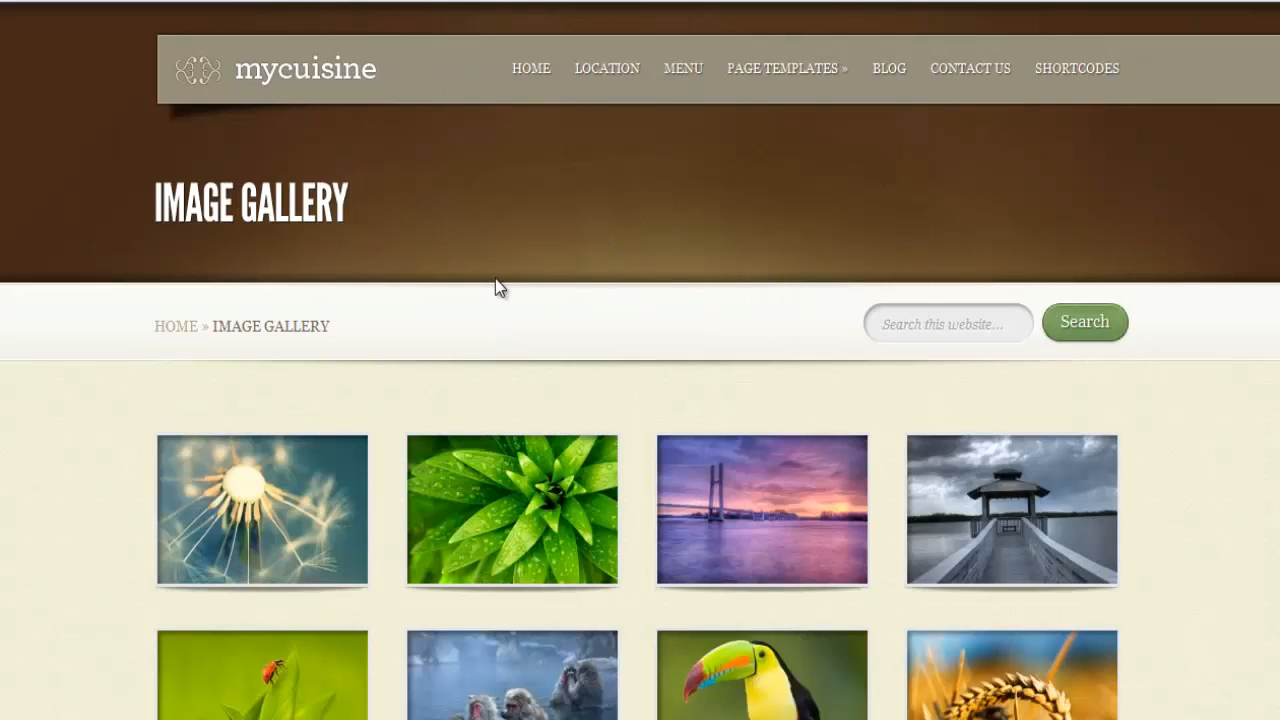 mycuisine
HOME LOCATION MENU PAGE TEMPLATES » BLOG CONTACT US SHORTCODES
IMAGE GALLERY
HOME » IMAGE GALLERY
Search this website...
Search